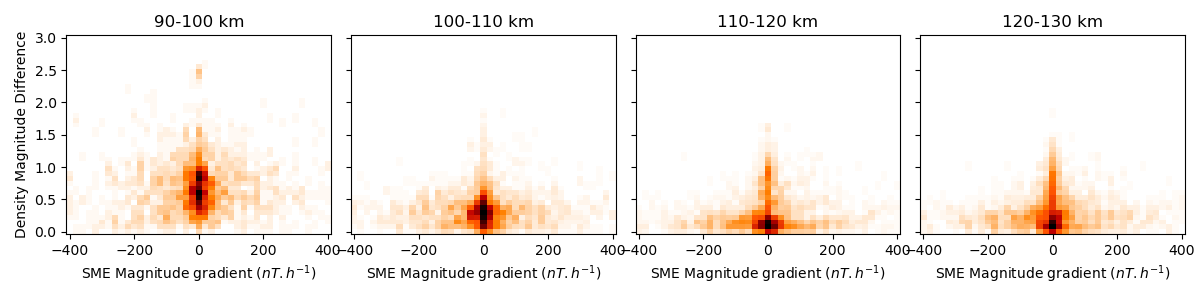 90-100 km
100-110 km
110-120 km
120-130 km
Density Magnitude Difference
3.0
2.5
2.0
1.5
1.0
0.5
0.0
−400 −200 0 200 400
−400 −200 0 200 400
−400 −200 0 200 400
−400 −200 0 200 400
SME Magnitude gradient (nT.h⁻¹)
SME Magnitude gradient (nT.h⁻¹)
SME Magnitude gradient (nT.h⁻¹)
SME Magnitude gradient (nT.h⁻¹)